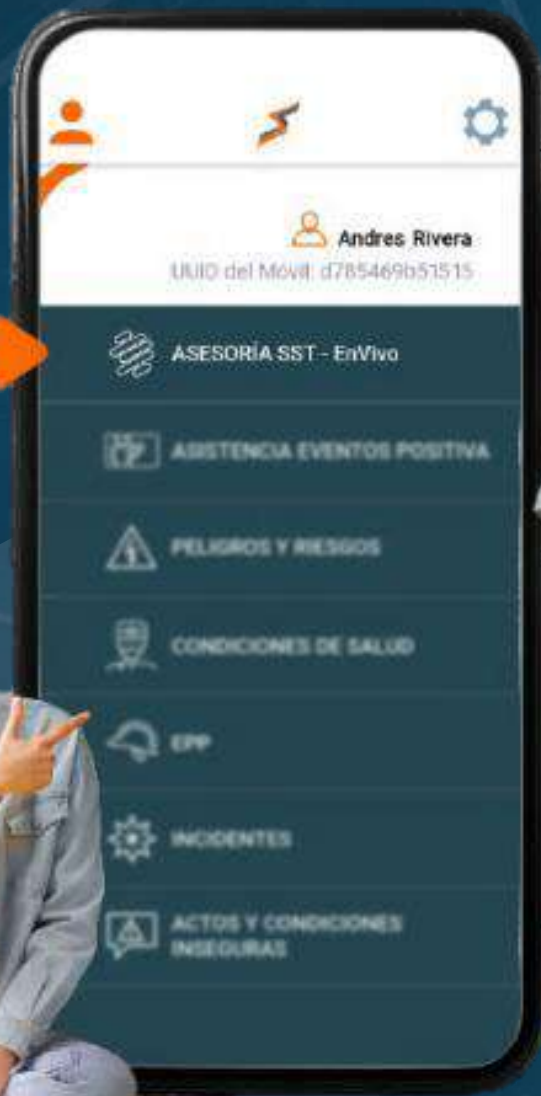 Andres Rivera
UUID del Móvil: d785469b51515
ASESORÍA SST - EnVivo
ASISTENCIA EVENTOS POSITIVA
PELIGROS Y RIESGOS
CONDICIONES DE SALUD
EPP
INCIDENTES
ACTOS Y CONDICIONES
INSEGURAS